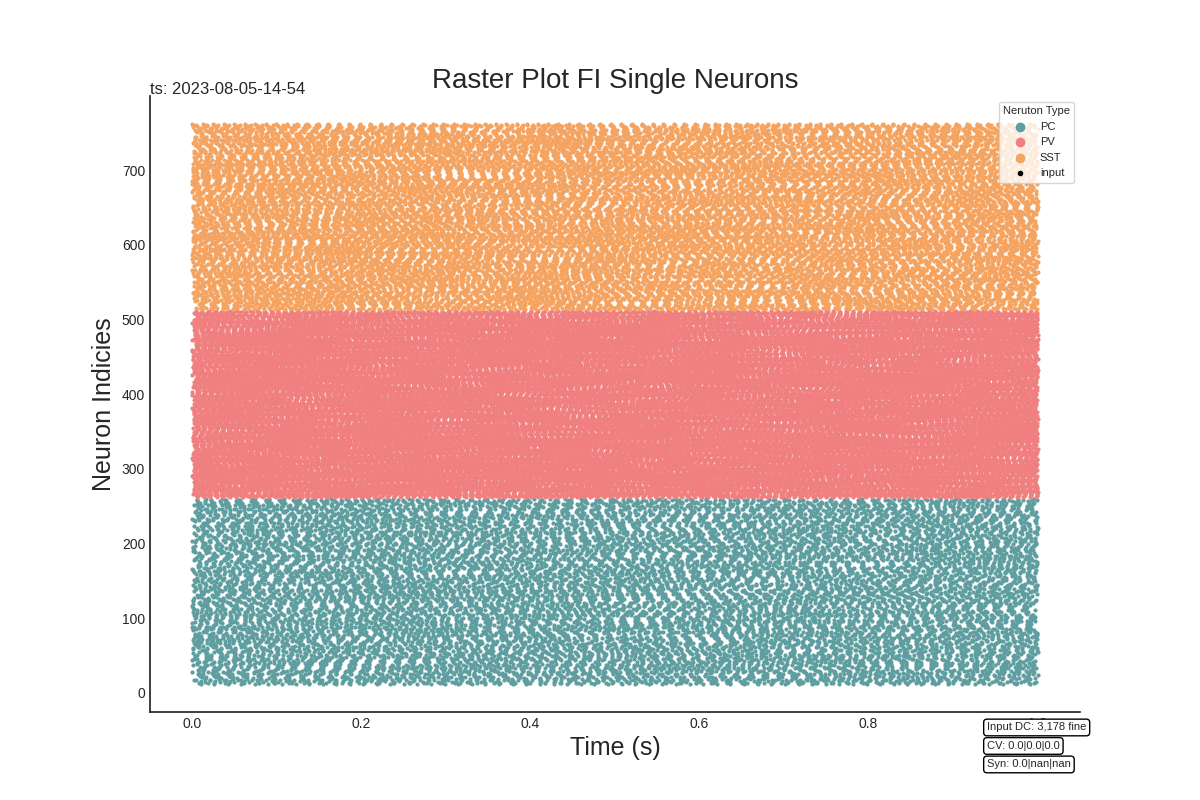 Raster Plot FI Single Neurons
ts: 2023-08-05-14-54
Neruton Type
PC
PV
SST
input
Neuron Indicies
700
600
500
400
300
200
100
0
0.0 0.2 0.4 0.6 0.8
Time (s)
Input DC: 3,178 fine
CV: 0.0|0.0|0.0
Syn: 0.0|nan|nan